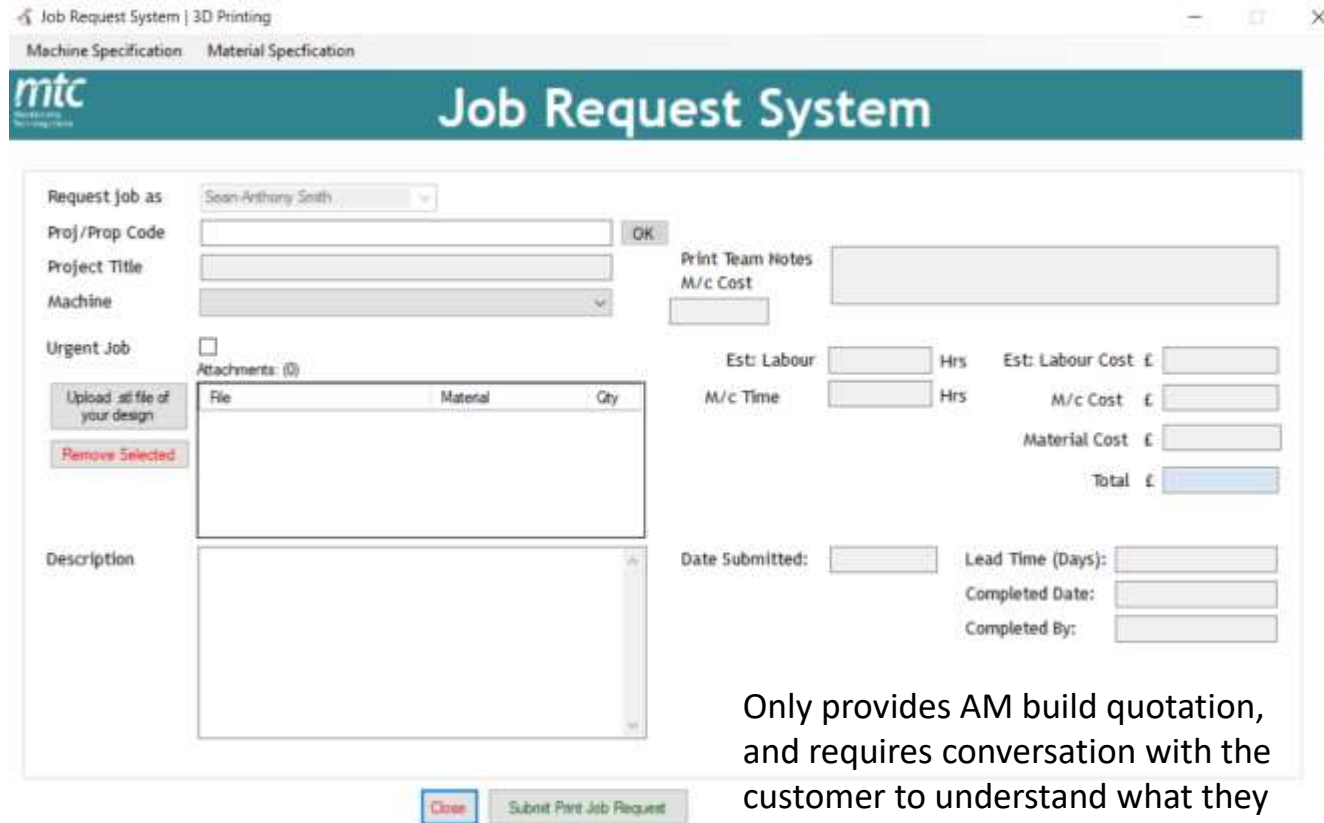 Job Request System | 3D Printing
Machine Specification Material Specfication
mtc
Job Request System
Request job as Sean-Anthony Smith
Proj/Prop Code OK
Project Title
Machine
Print Team Notes
M/c Cost
Urgent Job
Attachments: (0)
Upload .stl file of
your design
Remove Selected
File Material Qty
Est: Labour Hrs Est: Labour Cost £
M/c Time Hrs M/c Cost £
Material Cost £
Total £
Description
Date Submitted: Lead Time (Days):
Completed Date:
Completed By:
Only provides AM build quotation,
and requires conversation with the
customer to understand what they
Close Submit Print Job Request